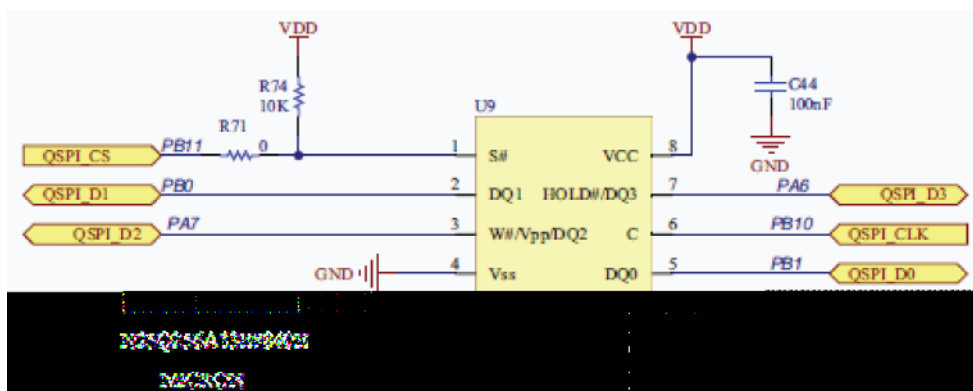 VDD
VDD
R74
10K
C44
100nF
R71
0
U9
GND
QSPI_CS
PB11
1
S#
VCC
8
QSPI_D1
PB0
2
DQ1
HOLD#/DQ3
7
PA6
QSPI_D3
QSPI_D2
PA7
3
W#/Vpp/DQ2
C
6
PB10
QSPI_CLK
GND
4
Vss
DQ0
5
PB1
QSPI_D0
MICRON